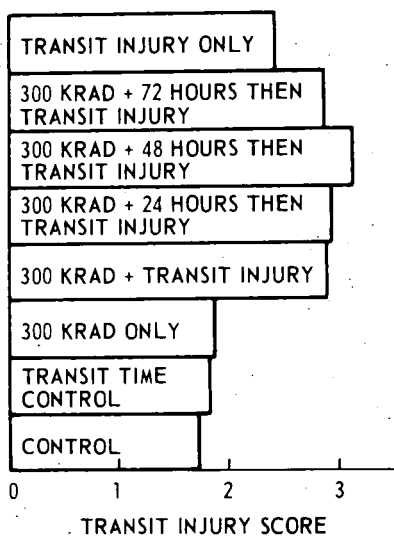 TRANSIT INJURY ONLY
300 KRAD + 72 HOURS THEN
TRANSIT INJURY
300 KRAD + 48 HOURS THEN
TRANSIT INJURY
300 KRAD + 24 HOURS THEN
TRANSIT INJURY
300 KRAD + TRANSIT INJURY
300 KRAD ONLY
TRANSIT TIME
CONTROL
CONTROL
0 1 2 3
TRANSIT INJURY SCORE